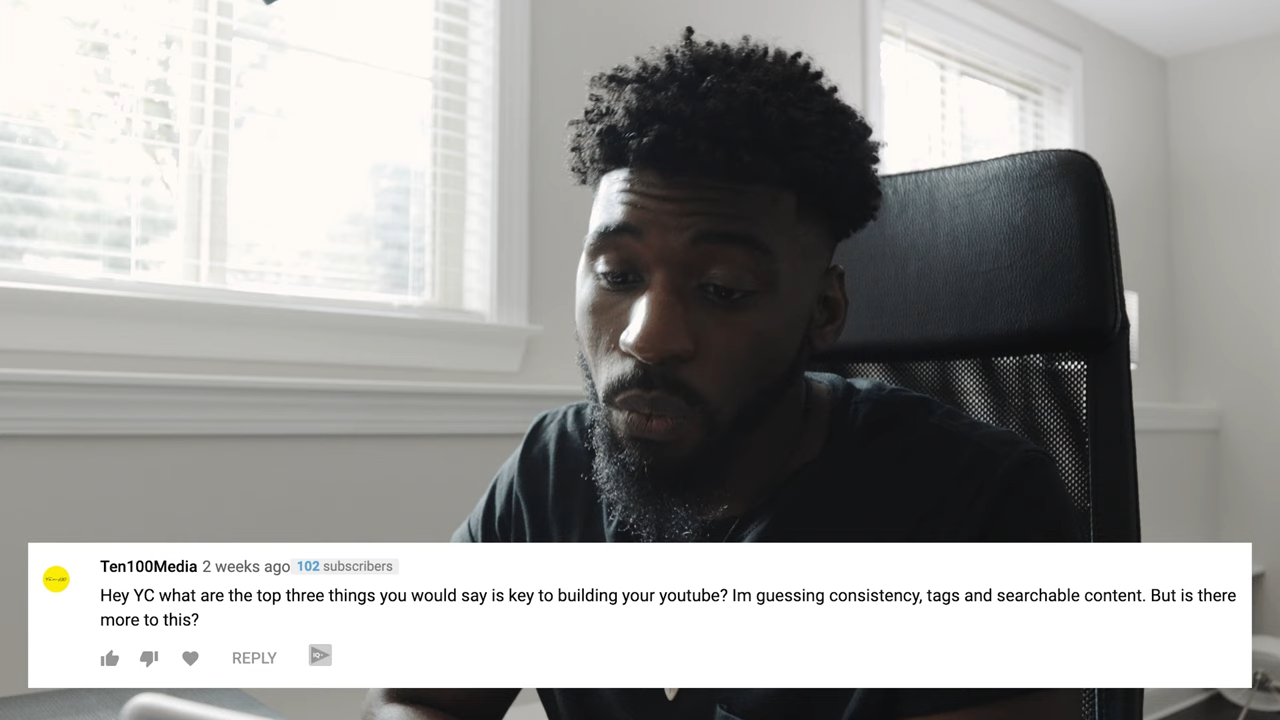 Ten100Media 2 weeks ago 102 subscribers
Hey YC what are the top three things you would say is key to building your youtube? Im guessing consistency, tags and searchable content. But is there
more to this?
REPLY